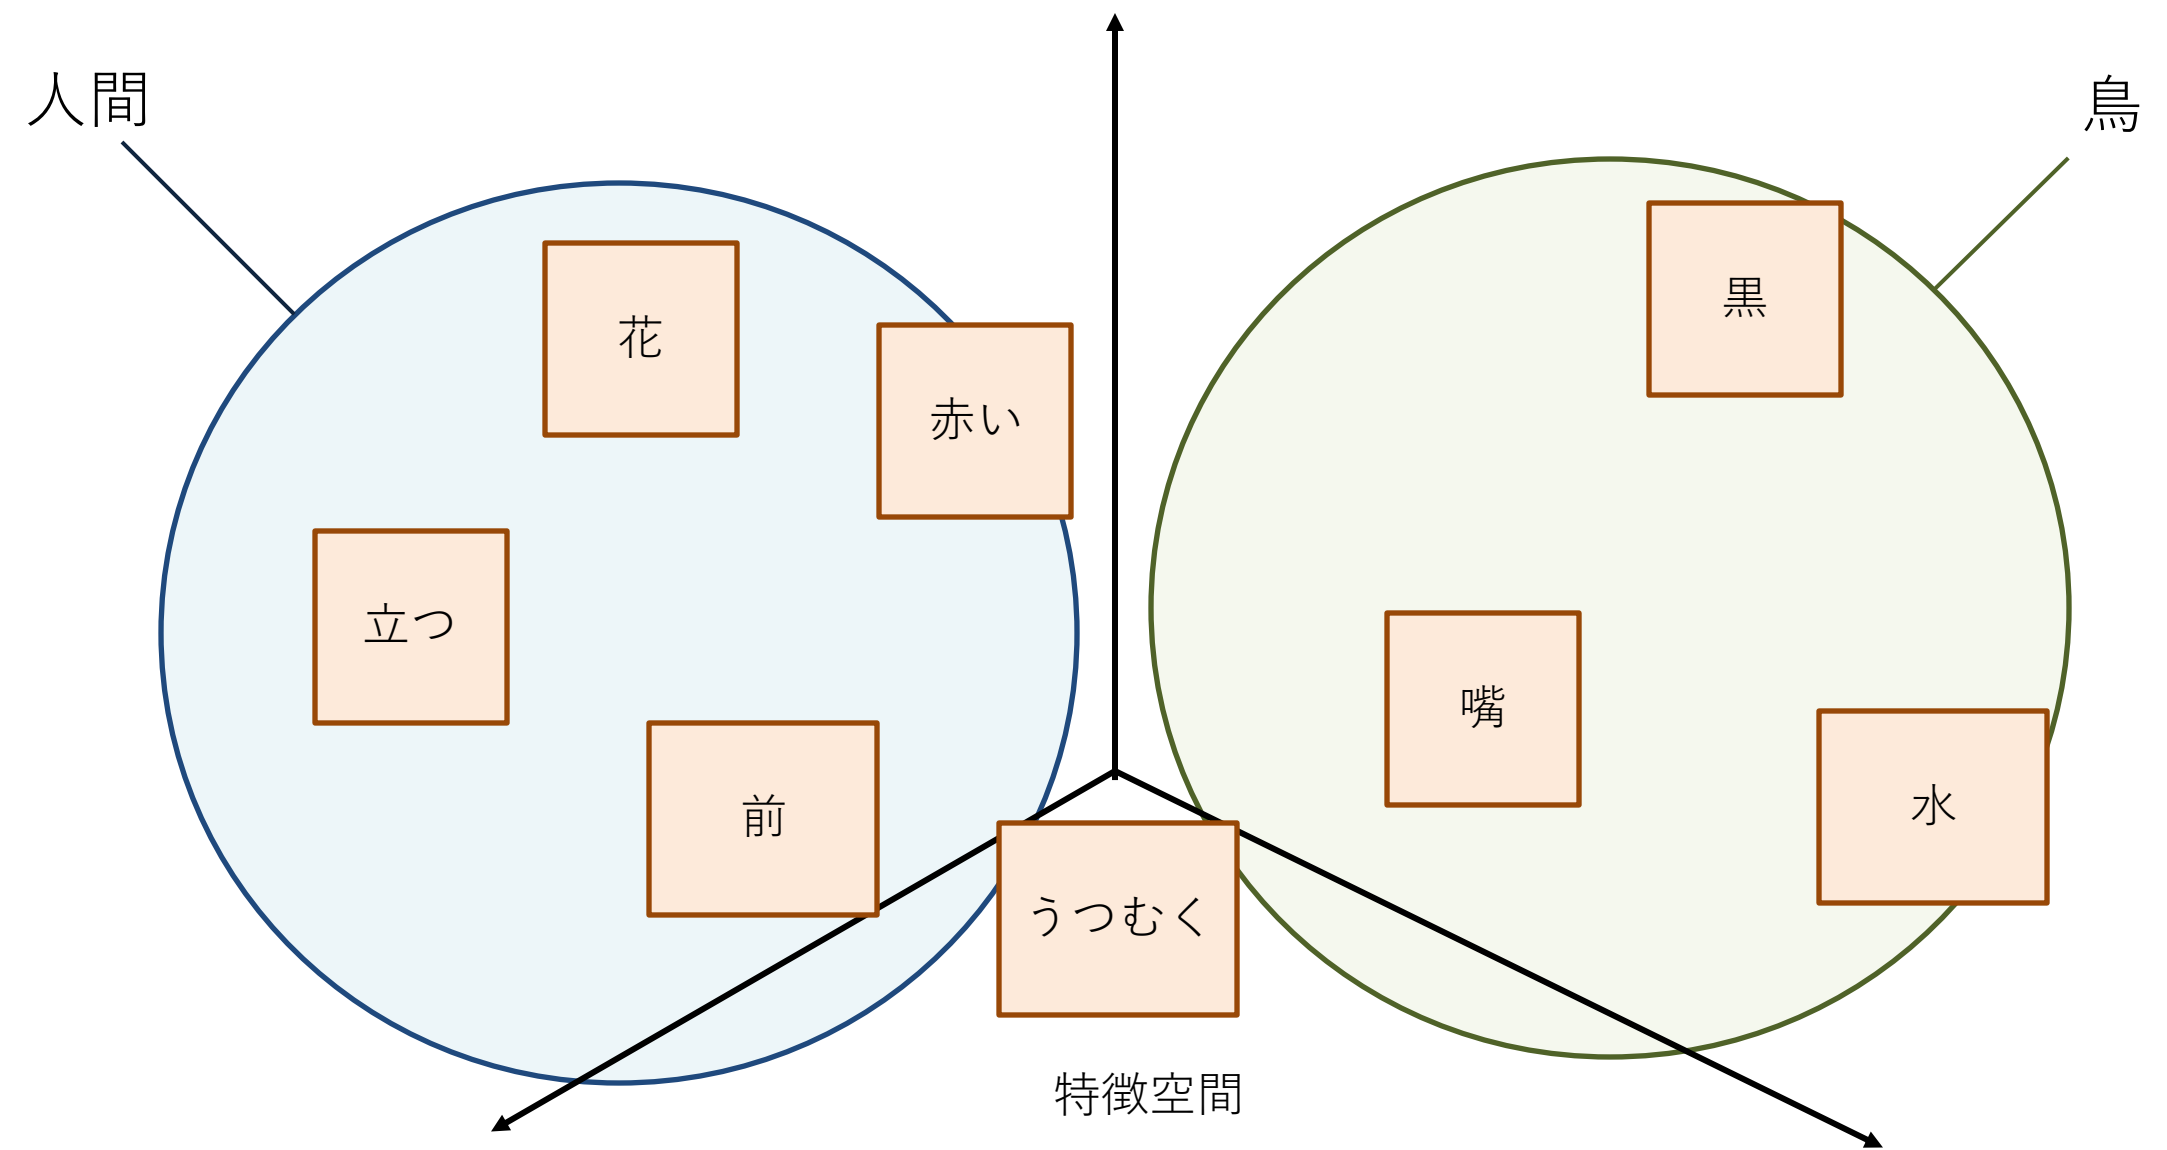 人間
鳥
花
赤い
黒
立つ
嘴
前
水
うつむく
特徴空間